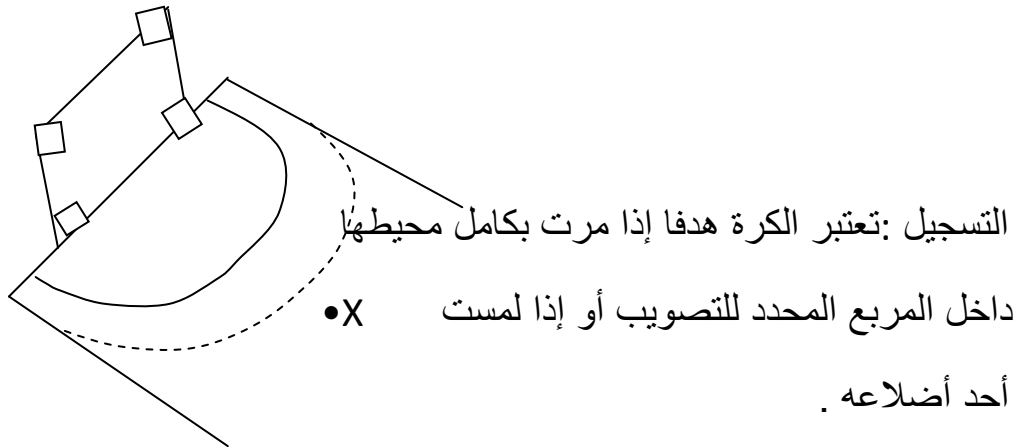 التسجيل :تعتبر الكرة هدفا إذا مرت بكامل محيطها
داخل المربع المحدد للتصويب أو إذا لمست X•
أحد أضلاعه .